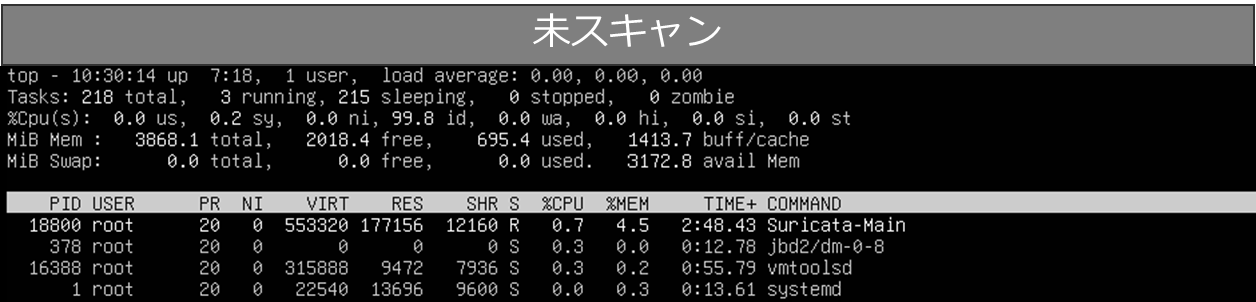 未スキャン
top - 10:30:14 up  7:18,  1 user,  load average: 0.00, 0.00, 0.00
Tasks: 218 total,   3 running, 215 sleeping,   0 stopped,   0 zombie
%Cpu(s):  0.0 us,  0.2 sy,  0.0 ni, 99.8 id,  0.0 wa,  0.0 hi,  0.0 si,  0.0 st
MiB Mem :   3868.1 total,   2018.4 free,    695.4 used,   1413.7 buff/cache
MiB Swap:      0.0 total,      0.0 free,      0.0 used.   3172.8 avail Mem
PID USER      PR  NI    VIRT    RES    SHR S  %CPU  %MEM     TIME+ COMMAND
18800 root      20   0  553320 177156  12160 R   0.7   4.5   2:48.43 Suricata-Main
378 root      20   0       0      0      0 S   0.3   0.0   0:12.78 jbd2/dm-0-8
16388 root      20   0  315888   9472   7936 S   0.3   0.2   0:55.79 vmtoolsd
1 root      20   0   22540  13696   9600 S   0.0   0.3   0:13.61 systemd